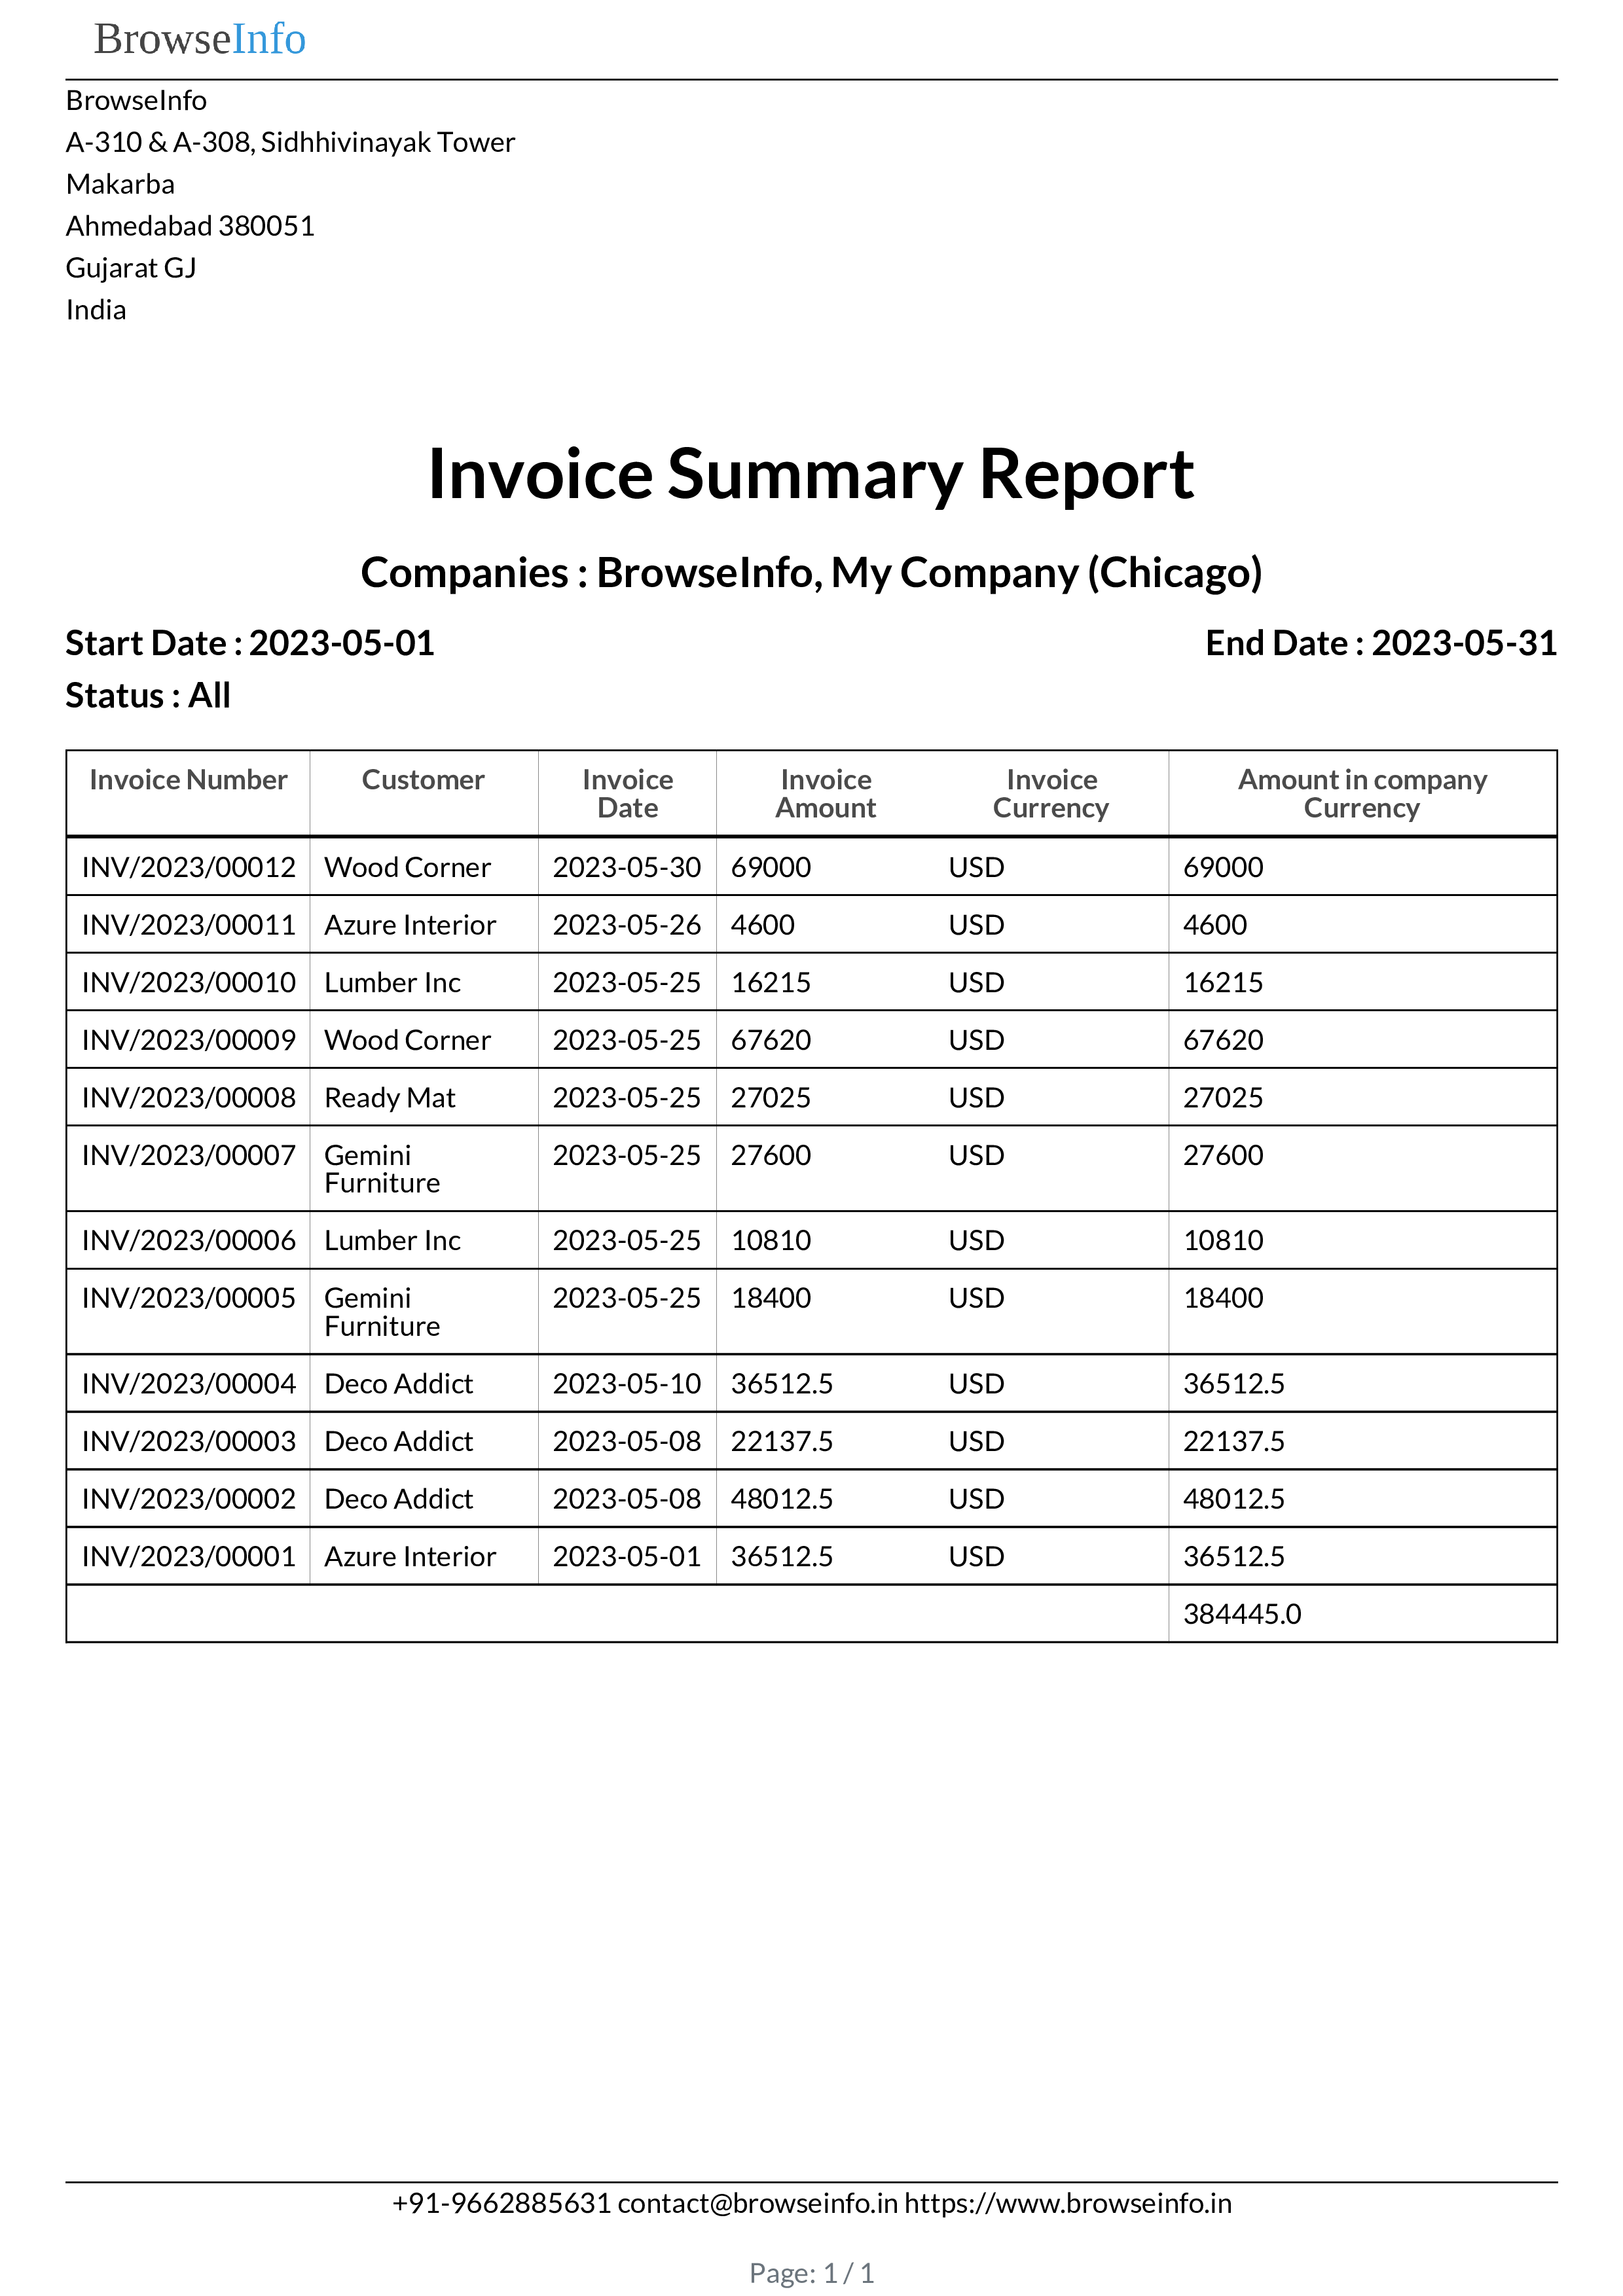 BrowseInfo
BrowseInfo
A-310 & A-308, Sidhhivinayak Tower
Makarba
Ahmedabad 380051
Gujarat GJ
India
Invoice Summary Report
Companies : BrowseInfo, My Company (Chicago)
Start Date : 2023-05-01 End Date : 2023-05-31
Status : All
Invoice Number Customer Invoice Invoice Invoice Amount in company
Date Amount Currency Currency
INV/2023/00012 Wood Corner 2023-05-30 69000 USD 69000
INV/2023/00011 Azure Interior 2023-05-26 4600 USD 4600
INV/2023/00010 Lumber Inc 2023-05-25 16215 USD 16215
INV/2023/00009 Wood Corner 2023-05-25 67620 USD 67620
INV/2023/00008 Ready Mat 2023-05-25 27025 USD 27025
INV/2023/00007 Gemini 2023-05-25 27600 USD 27600
Furniture
INV/2023/00006 Lumber Inc 2023-05-25 10810 USD 10810
INV/2023/00005 Gemini 2023-05-25 18400 USD 18400
Furniture
INV/2023/00004 Deco Addict 2023-05-10 36512.5 USD 36512.5
INV/2023/00003 Deco Addict 2023-05-08 22137.5 USD 22137.5
INV/2023/00002 Deco Addict 2023-05-08 48012.5 USD 48012.5
INV/2023/00001 Azure Interior 2023-05-01 36512.5 USD 36512.5
384445.0
+91-9662885631 contact@browseinfo.in https://www.browseinfo.in
Page: 1 / 1